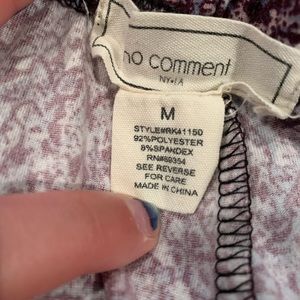 no comment
NY•LA
M
STYLE#RK41150
92%POLYESTER
8%SPANDEX
RN#89354
SEE REVERSE
FOR CARE
MADE IN CHINA